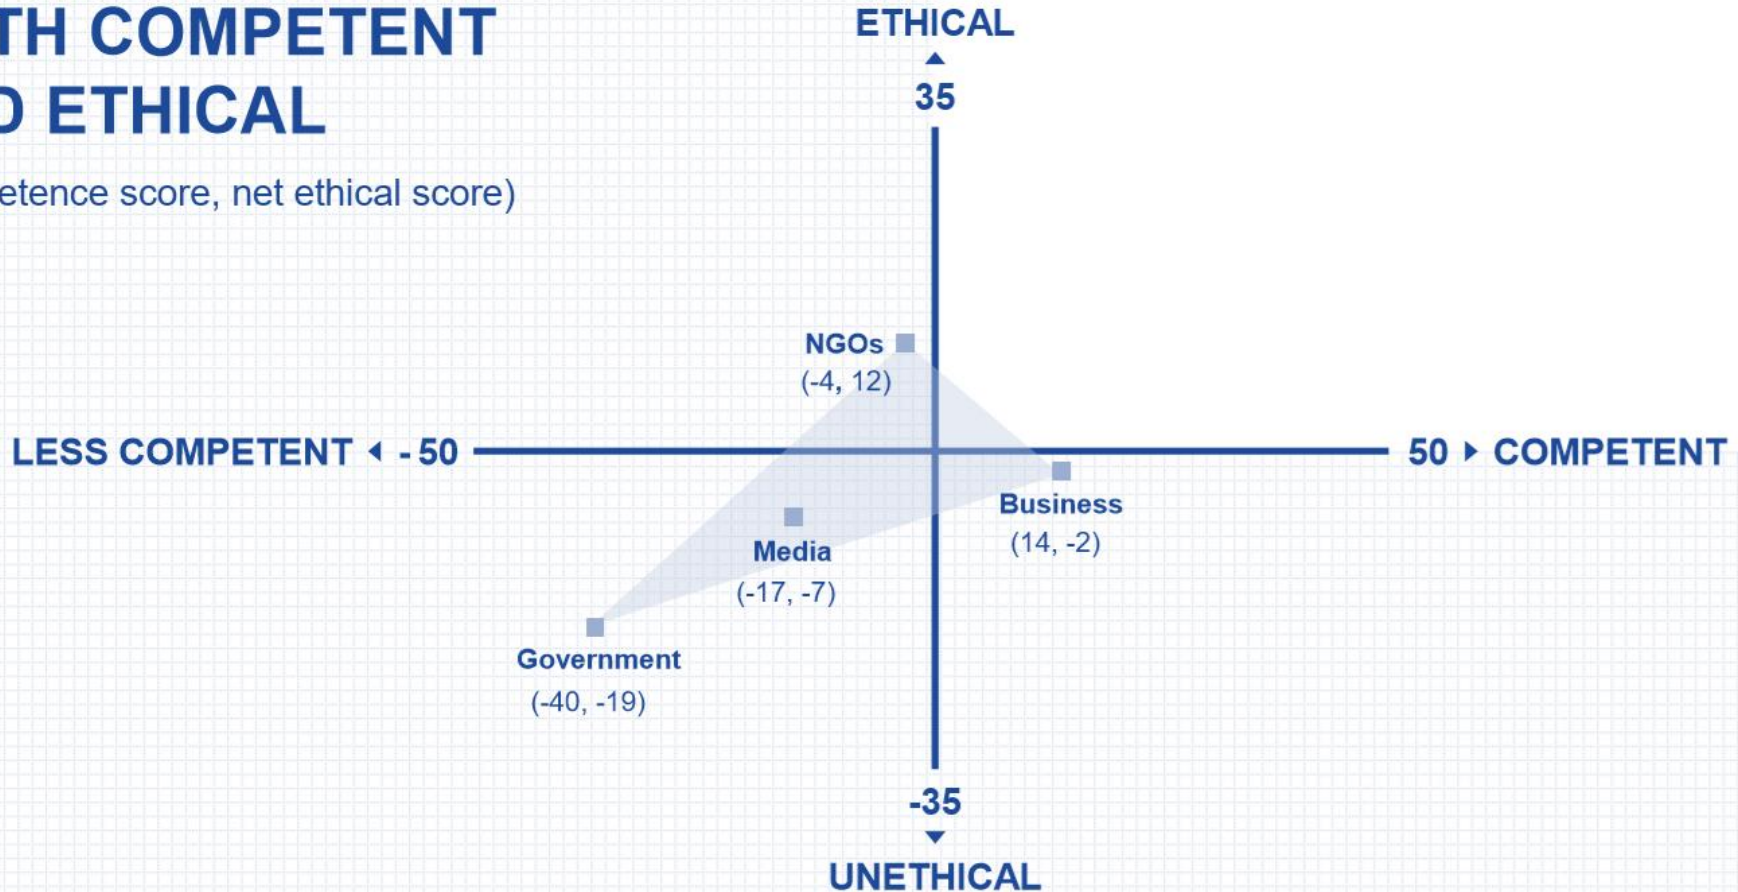 TH COMPETENT
D ETHICAL
etence score, net ethical score)
ETHICAL
35
NGOs
(-4, 12)
LESS COMPETENT ◂ - 50
50 ▸ COMPETENT
Business
(14, -2)
Media
(-17, -7)
Government
(-40, -19)
-35
UNETHICAL